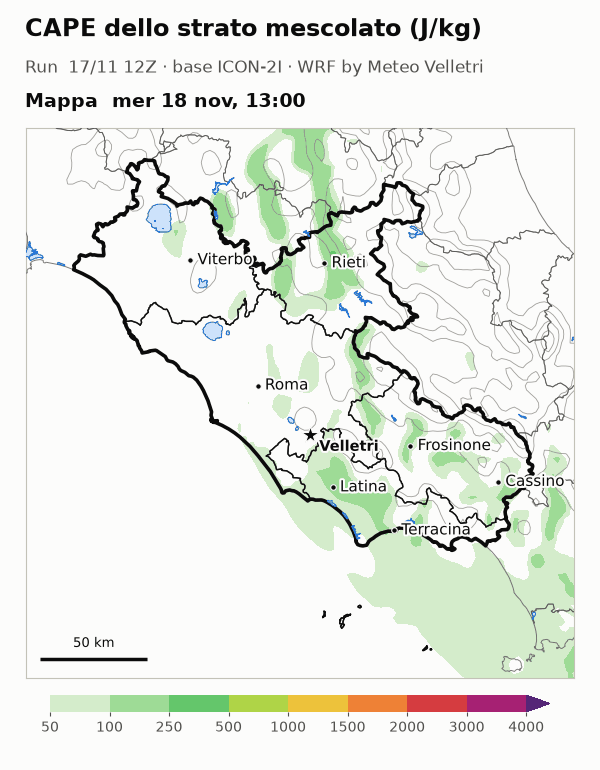 CAPE dello strato mescolato (J/kg)
Run  17/11 12Z · base ICON-2I · WRF by Meteo Velletri
Mappa  mer 18 nov, 13:00
Viterbo
Rieti
Roma
Velletri
Frosinone
Cassino
Latina
Terracina
50 km
50 100 250 500 1000 1500 2000 3000 4000